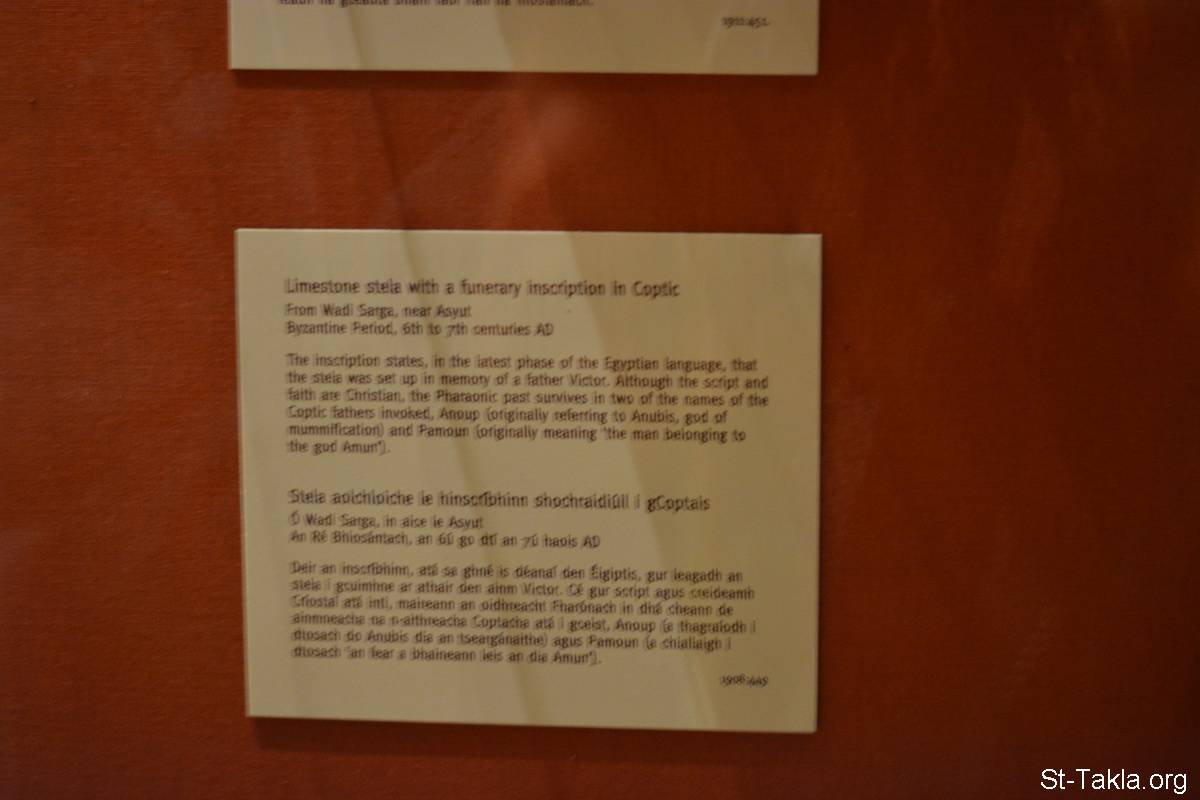 1911:451
Limestone stela with a funerary inscription in Coptic
From Wadi Sarga, near Asyut
Byzantine Period, 6th to 7th centuries AD
The inscription states, in the latest phase of the Egyptian language, that
the stela was set up in memory of a father Victor. Although the script and
faith are Christian, the Pharaonic past survives in two of the names of the
Coptic fathers invoked, Anoup (originally referring to Anubis, god of
mummification) and Pamoun (originally meaning 'the man belonging to
the god Amun').
Stela aolchloiche le hinscríbhinn shochraidiúil i gCoptais
Ó Wadi Sarga, in aice le Asyut
An Ré Bhiosántach, an 6ú go dtí an 7ú haois AD
Deir an inscríbhinn, atá sa ghné is déanaí den Éigiptis, gur leagadh an
stela i gcuimhne ar athair den ainm Victor. Cé gur script agus creideamh
Críostaí atá inti, maireann an oidhreacht Fharónach in dhá cheann de
ainmneacha na n-aithreacha Coptacha atá i gceist, Anoup (a thagraíodh i
dtosach do Anubis dia an tseargánaithe) agus Pamoun (a chiallaigh i
dtosach 'an fear a bhaineann leis an dia Amun').
1908:449
St-Takla.org